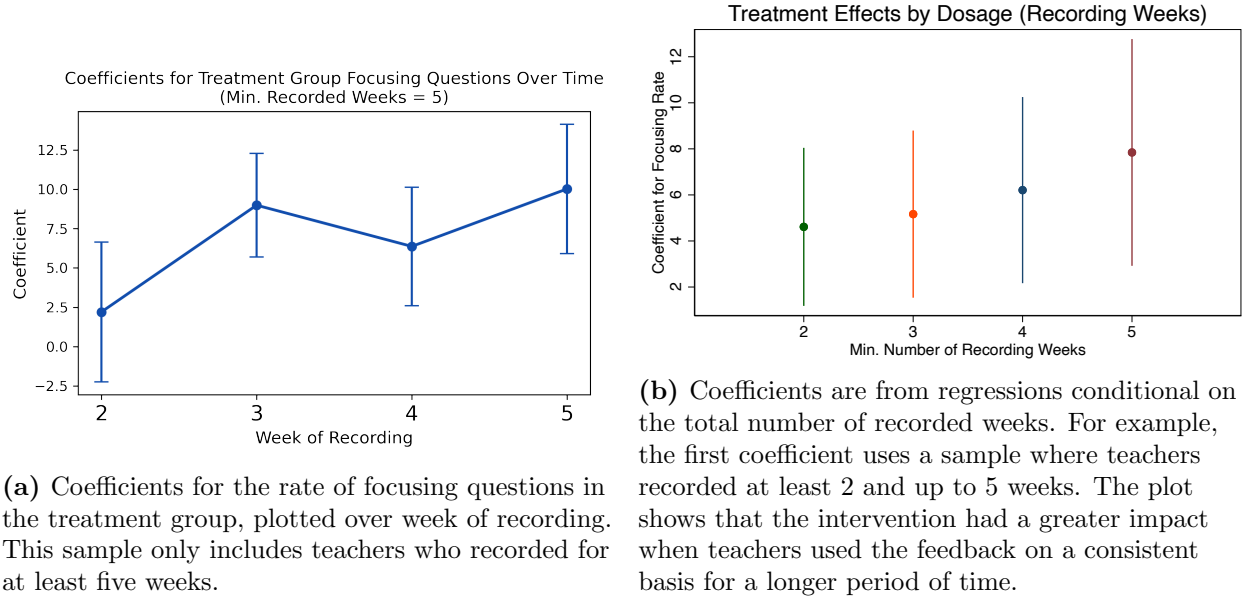 Coefficients for Treatment Group Focusing Questions Over Time
(Min. Recorded Weeks = 5)
Coefficient
12.5
10.0
7.5
5.0
2.5
0.0
−2.5
2 3 4 5
Week of Recording
(a) Coefficients for the rate of focusing questions in
the treatment group, plotted over week of recording.
This sample only includes teachers who recorded for
at least five weeks.
Treatment Effects by Dosage (Recording Weeks)
Coefficient for Focusing Rate
12
10
8
6
4
2
2 3 4 5
Min. Number of Recording Weeks
(b) Coefficients are from regressions conditional on
the total number of recorded weeks. For example,
the first coefficient uses a sample where teachers
recorded at least 2 and up to 5 weeks. The plot
shows that the intervention had a greater impact
when teachers used the feedback on a consistent
basis for a longer period of time.